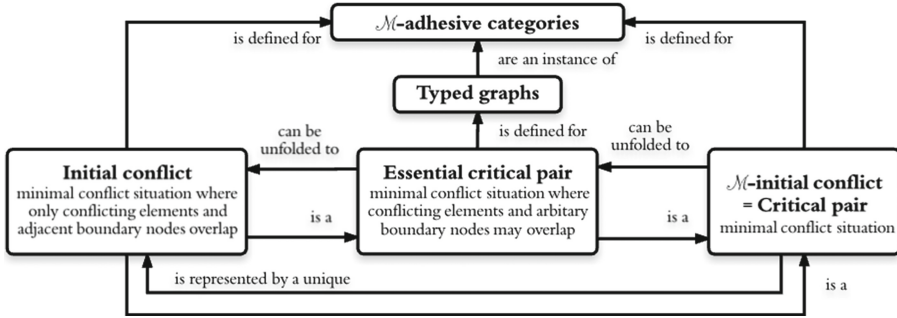 ℳ-adhesive categories
is defined for
is defined for
are an instance of
Typed graphs
is defined for
can be
unfolded to
can be
unfolded to
Initial conflict
minimal conflict situation where
only conflicting elements and
adjacent boundary nodes overlap
is a
Essential critical pair
minimal conflict situation where
conflicting elements and arbitary
boundary nodes may overlap
is a
ℳ-initial conflict
= Critical pair
minimal conflict situation
is represented by a unique
is a